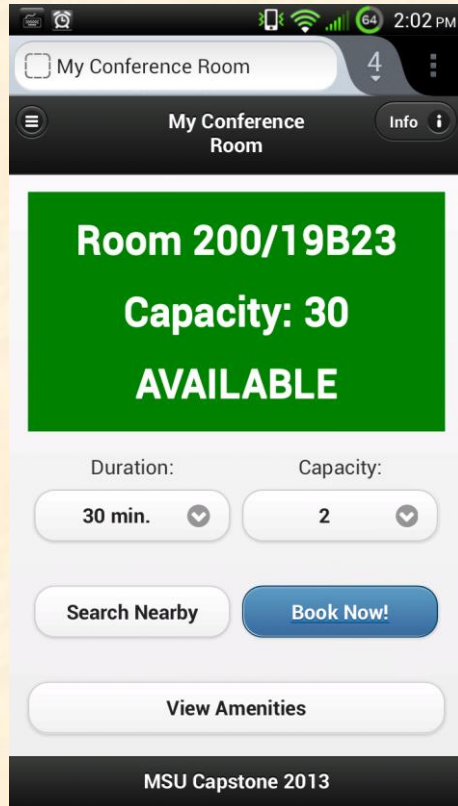 64 2:02 PM
My Conference Room
4
My Conference
Room
Info i
Room 200/19B23
Capacity: 30
AVAILABLE
Duration: Capacity:
30 min. 2
Search Nearby Book Now!
View Amenities
MSU Capstone 2013